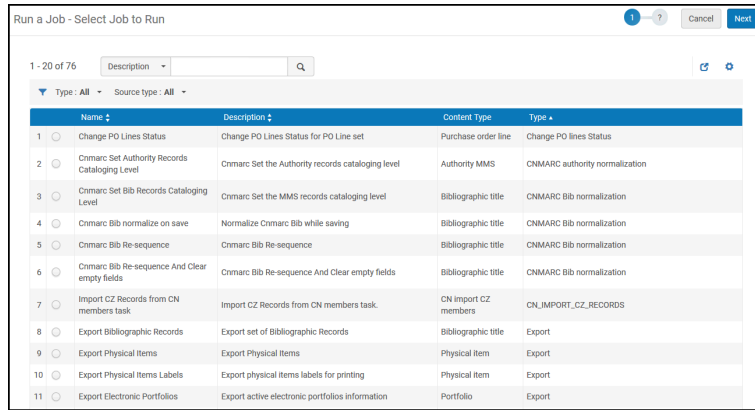 Run a Job - Select Job to Run 1 ? Cancel Next
1 - 20 of 76 Description
Type : All Source type : All
Name Description Content Type Type
1 Change PO Lines Status Change PO Lines Status for PO Line set Purchase order line Change PO lines Status
2 Cnmarc Set Authority Records Cataloging Level Cnmarc Set the Authority records cataloging level Authority MMS CNMARC authority normalization
3 Cnmarc Set Bib Records Cataloging Level Cnmarc Set the MMS records cataloging level Bibliographic title CNMARC Bib normalization
4 Cnmarc Bib normalize on save Normalize Cnmarc Bib while saving Bibliographic title CNMARC Bib normalization
5 Cnmarc Bib Re-sequence Cnmarc Bib Re-sequence Bibliographic title CNMARC Bib normalization
6 Cnmarc Bib Re-sequence And Clear empty fields Cnmarc Bib Re-sequence And Clear empty fields Bibliographic title CNMARC Bib normalization
7 Import CZ Records from CN members task Import CZ Records from CN members task. CN import CZ members CN_IMPORT_CZ_RECORDS
8 Export Bibliographic Records Export set of Bibliographic Records Bibliographic title Export
9 Export Physical Items Export Physical Items Physical item Export
10 Export Physical Items Labels Export physical items labels for printing Physical item Export
11 Export Electronic Portfolios Export active electronic portfolios information Portfolio Export